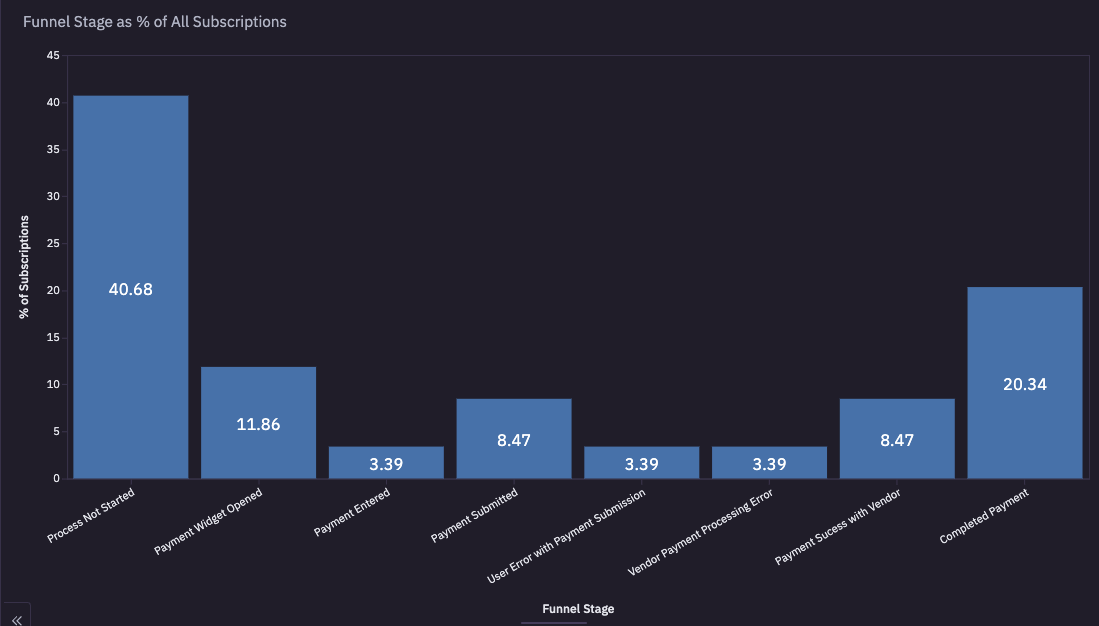 Funnel Stage as % of All Subscriptions
% of Subscriptions
45
40
35
30
25
20
15
10
5
0
40.68
11.86
3.39
8.47
3.39
3.39
8.47
20.34
Process Not Started
Payment Widget Opened
Payment Entered
Payment Submitted
User Error with Payment Submission
Vendor Payment Processing Error
Payment Sucess with Vendor
Completed Payment
Funnel Stage